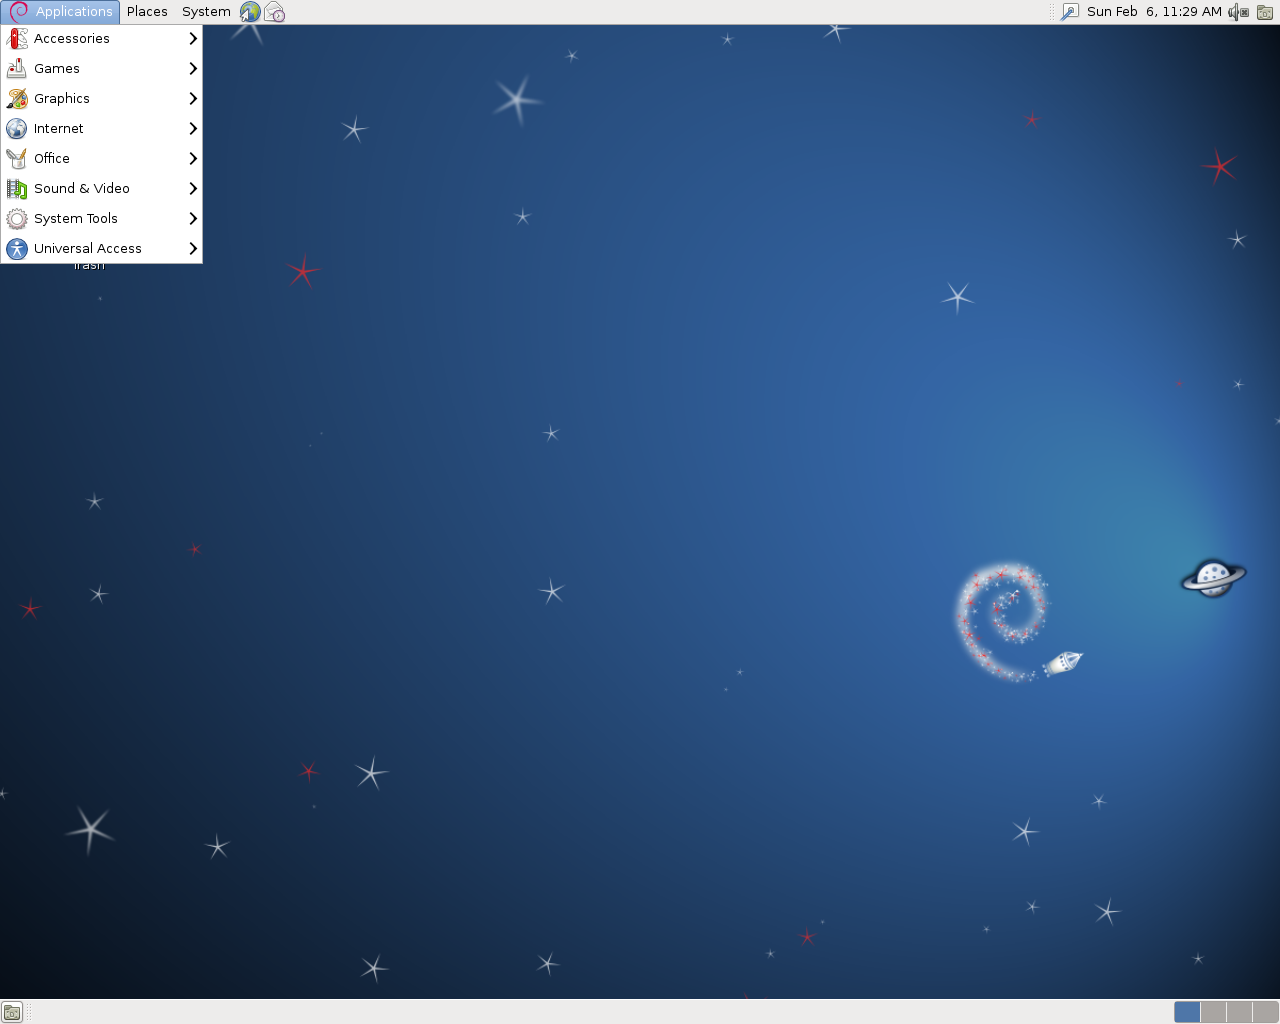 Applications Places System Sun Feb 6, 11:29 AM
Accessories
Games
Graphics
Internet
Office
Sound & Video
System Tools
Universal Access
Trash